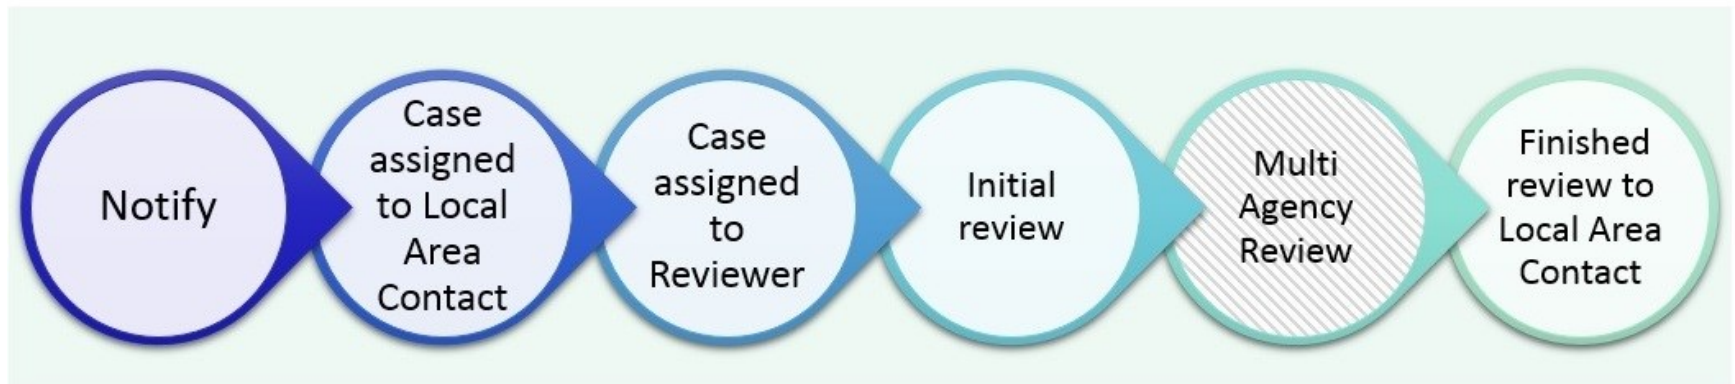 Notify
Case
assigned
to Local
Area
Contact
Case
assigned
to
Reviewer
Initial
review
Multi
Agency
Review
Finished
review to
Local Area
Contact